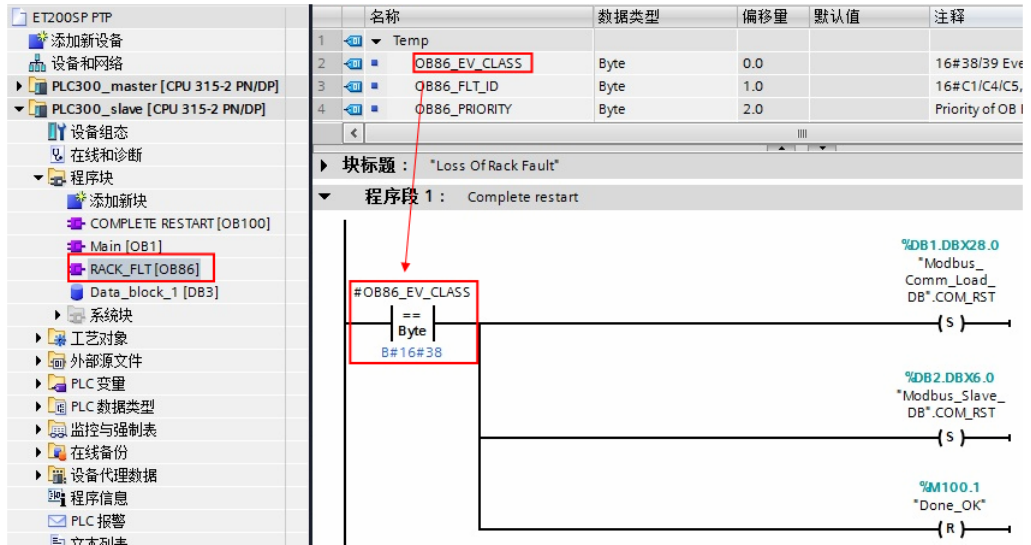 ET200SP PTP
添加新设备
设备和网络
PLC300_master [CPU 315-2 PN/DP]
PLC300_slave [CPU 315-2 PN/DP]
设备组态
在线和诊断
程序块
添加新块
COMPLETE RESTART [OB100]
Main [OB1]
RACK_FLT [OB86]
Data_block_1 [DB3]
系统块
工艺对象
外部源文件
PLC 变量
PLC 数据类型
监控与强制表
在线备份
设备代理数据
程序信息
PLC 报警
文本列表
名称 数据类型 偏移量 默认值 注释
1 Temp
2 OB86_EV_CLASS Byte 0.0 16#38/39 Eve
3 OB86_FLT_ID Byte 1.0 16#C1/C4/C5,
4 OB86_PRIORITY Byte 2.0 Priority of OB
块标题： "Loss Of Rack Fault"
程序段 1： Complete restart
#OB86_EV_CLASS
==
Byte
B#16#38
%DB1.DBX28.0
"Modbus_
Comm_Load_
DB".COM_RST
( S )
%DB2.DBX6.0
"Modbus_Slave_
DB".COM_RST
( S )
%M100.1
"Done_OK"
( R )